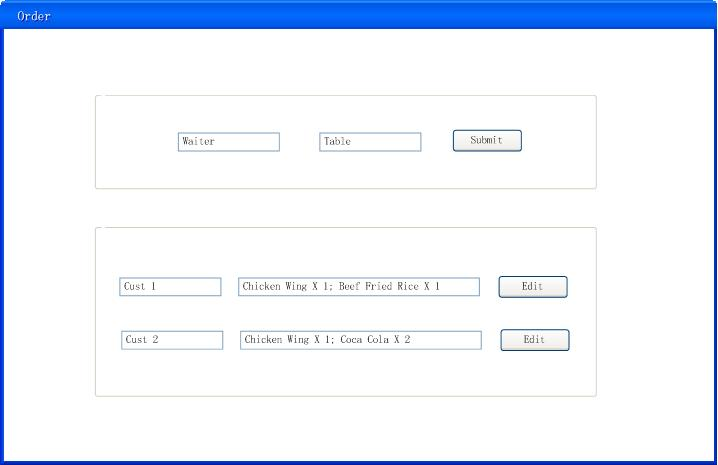 Order
Waiter
Table
Submit
Cust 1
Chicken Wing X 1; Beef Fried Rice X 1
Edit
Cust 2
Chicken Wing X 1; Coca Cola X 2
Edit